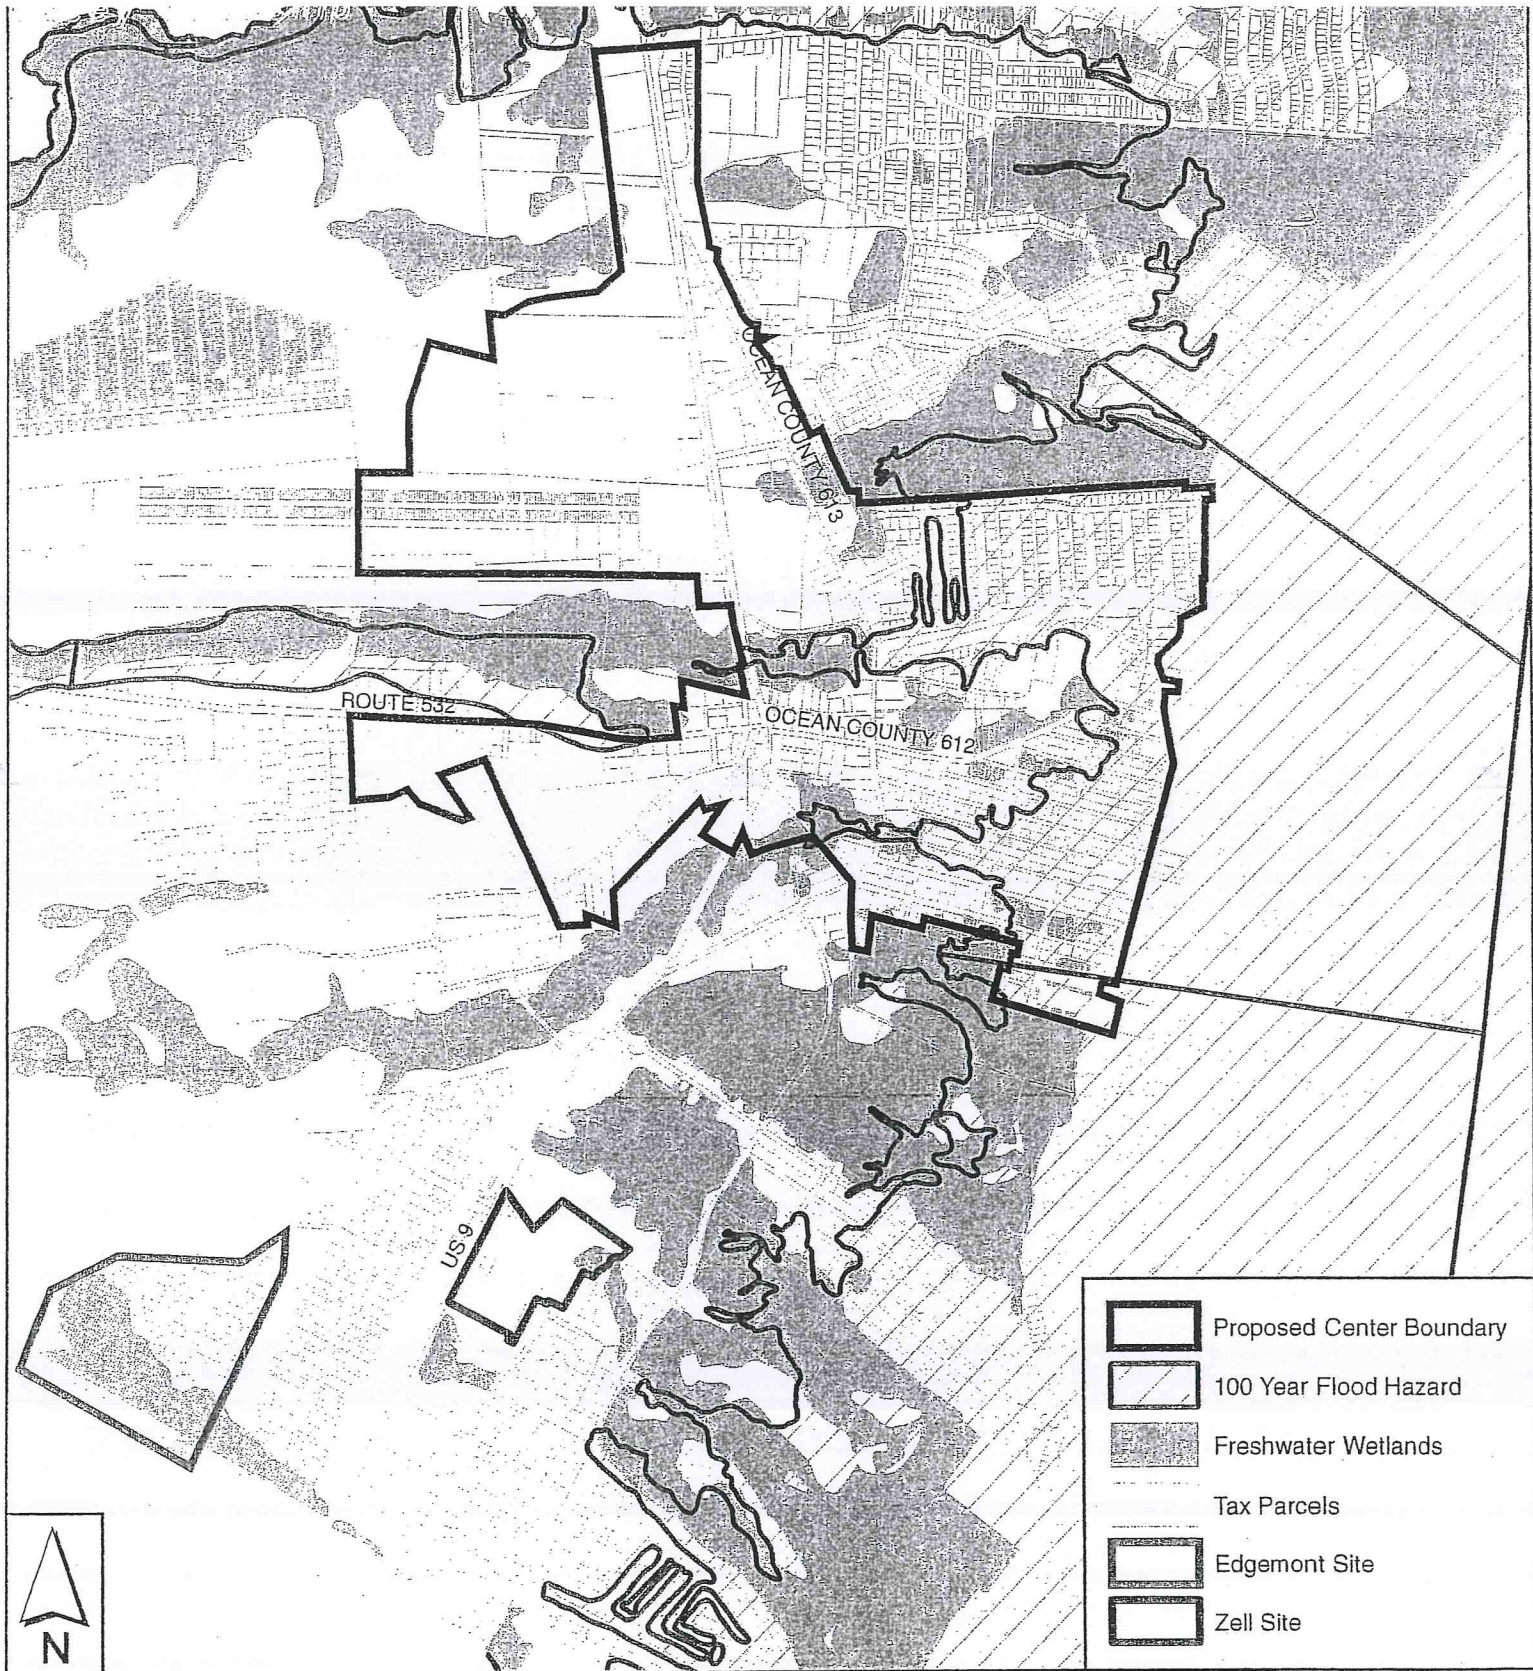 OCEAN COUNTY 613
ROUTE 532
OCEAN COUNTY 612
US 9
Proposed Center Boundary
100 Year Flood Hazard
Freshwater Wetlands
Tax Parcels
Edgemont Site
Zell Site
N